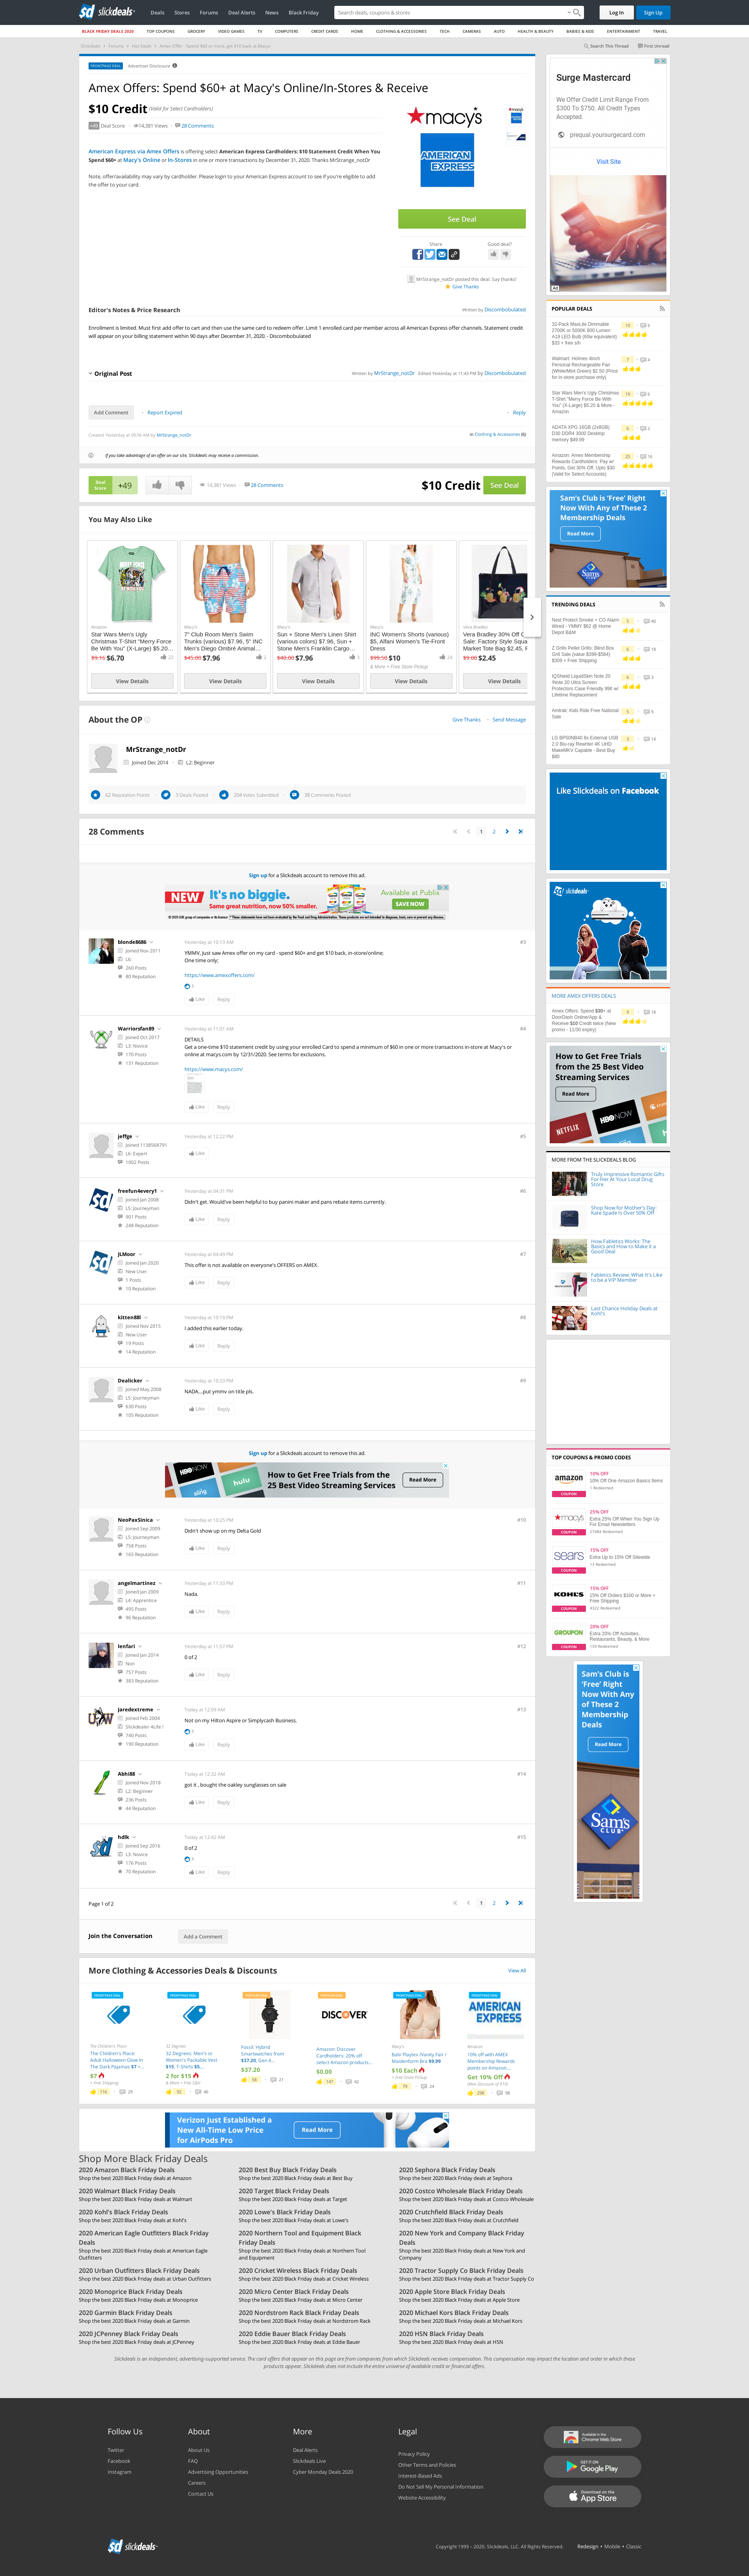 slickdeals
Deals Stores Forums Deal Alerts News Black Friday
Search deals, coupons & stores
Log In Sign Up
BLACK FRIDAY DEALS 2020 TOP COUPONS GROCERY VIDEO GAMES TV COMPUTERS CREDIT CARDS HOME CLOTHING & ACCESSORIES TECH CAMERAS AUTO HEALTH & BEAUTY BABIES & KIDS ENTERTAINMENT TRAVEL
Slickdeals Forums Hot Deals Amex Offer : Spend $60 or more, get $10 back at Macys
Search This Thread First Unread
FRONTPAGE DEAL Advertiser Disclosure
Amex Offers: Spend $60+ at Macy's Online/In-Stores & Receive
$10 Credit (Valid for Select Cardholders)
+49 Deal Score 14,381 Views 28 Comments
American Express via Amex Offers is offering select American Express Cardholders: $10 Statement Credit When You
Spend $60+ at Macy's Online or In-Stores in one or more transactions by December 31, 2020. Thanks MrStrange_notDr
Note, offer/availability may vary by cardholder. Please login to your American Express account to see if you're eligible to add
the offer to your card.
macy's
AMERICAN EXPRESS
See Deal
Share Good deal?
MrStrange_notDr posted this deal. Say thanks!
Give Thanks
Editor's Notes & Price Research
Written by Discombobulated
Enrollment is limited. Must first add offer to card and then use the same card to redeem offer. Limit 1 enrolled card per member across all American Express offer channels. Statement credit
will appear on your billing statement within 90 days after December 31, 2020. - Discombobulated
Original Post
Written by MrStrange_notDr Edited Yesterday at 11:43 PM by Discombobulated
Add Comment Report Expired Reply
Created Yesterday at 09:56 AM by MrStrange_notDr
in Clothing & Accessories (6)
If you take advantage of an offer on our site, Slickdeals may receive a commission.
Deal Score +49 14,381 Views 28 Comments $10 Credit See Deal
You May Also Like
Amazon
Star Wars Men's Ugly
Christmas T-Shirt "Merry Force
Be With You" (X-Large) $5.20...
$9.16 $6.70 22
View Details
Macy's
7" Club Room Men's Swim
Trunks (various) $7.96, 5" INC
Men's Diego Ombré Animal...
$45.00 $7.96 2
View Details
Macy's
Sun + Stone Men's Linen Shirt
(various colors) $7.96, Sun +
Stone Men's Franklin Cargo...
$40.00 $7.96 3
View Details
Macy's
INC Women's Shorts (various)
$5, Alfani Women's Tie-Front
Dress
$99.50 $10 24
& More + Free Store Pickup
View Details
Vera Bradley
Vera Bradley 30% Off O
Sale: Factory Style Squa
Market Tote Bag $2.45, F
$9.00 $2.45
View Details
About the OP
Give Thanks Send Message
MrStrange_notDr
Joined Dec 2014 L2: Beginner
62 Reputation Points 3 Deals Posted 204 Votes Submitted 38 Comments Posted
28 Comments
1 2
Sign up for a Slickdeals account to remove this ad.
NEW It's no biggie.
Same great nutrition, now 50% smaller.
Available at Publix
SAVE NOW
blonde8686
Joined Nov 2011
L6:
260 Posts
80 Reputation
Yesterday at 10:13 AM #3
YMMV, Just saw Amex offer on my card - spend $60+ and get $10 back, in-store/online;
One time only;
https://www.amexoffers.com/
1
Like Reply
Warriorsfan89
Joined Oct 2017
L3: Novice
170 Posts
131 Reputation
Yesterday at 11:01 AM #4
DETAILS
Get a one-time $10 statement credit by using your enrolled Card to spend a minimum of $60 in one or more transactions in-store at Macy's or
online at macys.com by 12/31/2020. See terms for exclusions.
https://www.macys.com/
Like Reply
jeffge
Joined 1138568791
L6: Expert
1002 Posts
Yesterday at 12:22 PM #5
Like
freefun4every1
Joined Jan 2008
L5: Journeyman
901 Posts
248 Reputation
Yesterday at 04:31 PM #6
Didn't get. Would've been helpful to buy panini maker and pans rebate items currently.
Like Reply
JLMoor
Joined Jan 2020
New User
1 Posts
10 Reputation
Yesterday at 04:49 PM #7
This offer is not available on everyone's OFFERS on AMEX.
Like Reply
kitten88l
Joined Nov 2015
New User
19 Posts
14 Reputation
Yesterday at 10:19 PM #8
I added this earlier today.
Like Reply
Dealicker
Joined May 2008
L5: Journeyman
630 Posts
105 Reputation
Yesterday at 10:23 PM #9
NADA....put ymmv on title pls.
Like Reply
Sign up for a Slickdeals account to remove this ad.
How to Get Free Trials from the
25 Best Video Streaming Services
Read More
NeoPaxSinica
Joined Sep 2009
L5: Journeyman
758 Posts
165 Reputation
Yesterday at 10:25 PM #10
Didn't show up on my Delta Gold
Like Reply
angelmartinez
Joined Jan 2009
L4: Apprentice
495 Posts
96 Reputation
Yesterday at 11:33 PM #11
Nada.
Like Reply
lenfari
Joined Jan 2014
Non
757 Posts
383 Reputation
Yesterday at 11:57 PM #12
0 of 2
Like Reply
jaredextreme
Joined Feb 2004
Slickdealer 4Life !
740 Posts
190 Reputation
Today at 12:09 AM #13
Not on my Hilton Aspire or Simplycash Business.
1
Like Reply
Abhi88
Joined Nov 2018
L2: Beginner
236 Posts
44 Reputation
Today at 12:32 AM #14
got it , bought the oakley sunglasses on sale
Like Reply
hdlk
Joined Sep 2016
L3: Novice
176 Posts
70 Reputation
Today at 12:42 AM #15
0 of 2
1
Like Reply
Page 1 of 2
1 2
Join the Conversation Add a Comment
More Clothing & Accessories Deals & Discounts View All
FRONTPAGE DEAL
The Children's Place
The Children's Place:
Adult Halloween Glow In
The Dark Pajamas $7 +...
$7
+ Free Shipping
116 29
FRONTPAGE DEAL
32 Degrees
32 Degrees: Men's or
Women's Packable Vest
$15, T-Shirts $5...
2 for $15
& More + Free S&H
92 46
Fossil: Hybrid
Smartwatches from
$37.20, Gen 4...
$37.20
58 21
DISCOVER
Amazon: Discover
Cardholders: 20% off
select Amazon products...
$0.00
147 62
FRONTPAGE DEAL
Macy's
Bali/ Playtex /Vanity Fair /
Maidenform Bra $9.99
$10 Each
+ Free Store Pickup
79 24
FRONTPAGE DEAL
AMERICAN EXPRESS
Amazon
10% off with AMEX
Membership Rewards
points on Amazon....
Get 10% Off
(Max Discount of $10)
298 98
Verizon Just Established a
New All-Time Low Price
for AirPods Pro
Read More
Shop More Black Friday Deals
2020 Amazon Black Friday Deals
Shop the best 2020 Black Friday deals at Amazon
2020 Best Buy Black Friday Deals
Shop the best 2020 Black Friday deals at Best Buy
2020 Sephora Black Friday Deals
Shop the best 2020 Black Friday deals at Sephora
2020 Walmart Black Friday Deals
Shop the best 2020 Black Friday deals at Walmart
2020 Target Black Friday Deals
Shop the best 2020 Black Friday deals at Target
2020 Costco Wholesale Black Friday Deals
Shop the best 2020 Black Friday deals at Costco Wholesale
2020 Kohl's Black Friday Deals
Shop the best 2020 Black Friday deals at Kohl's
2020 Lowe's Black Friday Deals
Shop the best 2020 Black Friday deals at Lowe's
2020 Crutchfield Black Friday Deals
Shop the best 2020 Black Friday deals at Crutchfield
2020 American Eagle Outfitters Black Friday
Deals
Shop the best 2020 Black Friday deals at American Eagle
Outfitters
2020 Northern Tool and Equipment Black
Friday Deals
Shop the best 2020 Black Friday deals at Northern Tool
and Equipment
2020 New York and Company Black Friday
Deals
Shop the best 2020 Black Friday deals at New York and
Company
2020 Urban Outfitters Black Friday Deals
Shop the best 2020 Black Friday deals at Urban Outfitters
2020 Cricket Wireless Black Friday Deals
Shop the best 2020 Black Friday deals at Cricket Wireless
2020 Tractor Supply Co Black Friday Deals
Shop the best 2020 Black Friday deals at Tractor Supply Co
2020 Monoprice Black Friday Deals
Shop the best 2020 Black Friday deals at Monoprice
2020 Micro Center Black Friday Deals
Shop the best 2020 Black Friday deals at Micro Center
2020 Apple Store Black Friday Deals
Shop the best 2020 Black Friday deals at Apple Store
2020 Garmin Black Friday Deals
Shop the best 2020 Black Friday deals at Garmin
2020 Nordstrom Rack Black Friday Deals
Shop the best 2020 Black Friday deals at Nordstrom Rack
2020 Michael Kors Black Friday Deals
Shop the best 2020 Black Friday deals at Michael Kors
2020 JCPenney Black Friday Deals
Shop the best 2020 Black Friday deals at JCPenney
2020 Eddie Bauer Black Friday Deals
Shop the best 2020 Black Friday deals at Eddie Bauer
2020 HSN Black Friday Deals
Shop the best 2020 Black Friday deals at HSN
Slickdeals is an independent, advertising-supported service. The card offers that appear on this page are from companies from which Slickdeals receives compensation. This compensation may impact the location and order in which these
products appear. Slickdeals does not include the entire universe of available credit or financial offers.
Surge Mastercard
We Offer Credit Limit Range From
$300 To $750. All Credit Types
Accepted.
prequal.yoursurgecard.com
Visit Site
Ad
POPULAR DEALS
32-Pack MaxLite Dimmable
2700K or 5000K 800 Lumen
A19 LED Bulb (60w equivalent)
$33 + free s/h
Walmart: Holmes 4inch
Personal Rechargeable Fan
(White/Mint Green) $2.50 (Price
for in-store purchase only)
Star Wars Men's Ugly Christmas
T-Shirt "Merry Force Be With
You" (X-Large) $5.20 & More -
Amazon
ADATA XPG 16GB (2x8GB)
D30 DDR4 3000 Desktop
memory $49.99
Amazon: Amex Membership
Rewards Cardholders: Pay w/
Points, Get 30% Off, Upto $30
(Valid for Select Accounts)
Sam's Club is 'Free' Right
Now With Any of These 2
Membership Deals
Read More
Sam's CLUB
TRENDING DEALS
Nest Protect Smoke + CO Alarm
Wired - YMMV $62 @ Home
Depot B&M
Z Grills Pellet Grills: Blind Box
Grill Sale (value $399-$584)
$309 + Free Shipping
IQShield LiquidSkin Note 20
/Note 20 Ultra Screen
Protectors Case Friendly 99¢ w/
Lifetime Replacement
Amtrak: Kids Ride Free National
Sale
LG BP50NB40 8x External USB
2.0 Blu-ray Rewriter 4K UHD
MakeMKV Capable - Best Buy
$80
Like Slickdeals on Facebook
slickdeals
MORE AMEX OFFERS DEALS
Amex Offers: Spend $30+ at
DoorDash Online/App &
Receive $10 Credit twice (New
promo - 11/30 expiry)
How to Get Free Trials
from the 25 Best Video
Streaming Services
Read More
HBO NOW
NETFLIX
hulu
MORE FROM THE SLICKDEALS BLOG
Truly Impressive Romantic Gifts
For Her At Your Local Drug
Store
Shop Now for Mother's Day:
Kate Spade Is Over 50% Off
How Fabletics Works: The
Basics and How to Make it a
Good Deal
Fabletics Review: What It's Like
to be a VIP Member
Last Chance Holiday Deals at
Kohl's
TOP COUPONS & PROMO CODES
amazon COUPON
10% OFF
10% Off One Amazon Basics Items
1 Redeemed
macy's COUPON
25% OFF
Extra 25% Off When You Sign Up
For Email Newsletters
27484 Redeemed
sears COUPON
15% OFF
Extra Up to 15% Off Sitewide
13 Redeemed
KOHL'S COUPON
15% OFF
15% Off Orders $100 or More +
Free Shipping
4322 Redeemed
GROUPON COUPON
20% OFF
Extra 20% Off Activities,
Restaurants, Beauty, & More
159 Redeemed
Sam's Club is
'Free' Right
Now With Any
of These 2
Membership
Deals
Read More
Sam's CLUB
Follow Us
Twitter
Facebook
Instagram
About
About Us
FAQ
Advertising Opportunities
Careers
Contact Us
More
Deal Alerts
Slickdeals Live
Cyber Monday Deals 2020
Legal
Privacy Policy
Other Terms and Policies
Interest-Based Ads
Do Not Sell My Personal Information
Website Accessibility
Available in the
Chrome Web Store
GET IT ON
Google Play
Download on the
App Store
slickdeals
Copyright 1999 - 2020. Slickdeals, LLC. All Rights Reserved. Redesign • Mobile • Classic